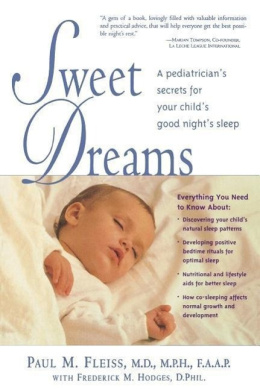 "A gem of a book, lovingly filled with valuable information
and practical advice, that will help everyone get the best possi-
ble night's rest."
—Marian Tompson, Co-founder,
La Leche League International
Sweet
Dreams
A pediatrician's
secrets for
your child's
good night's sleep
Everything You Need
to Know About:
• Discovering your child's
natural sleep patterns
• Developing positive
bedtime rituals for
optimal sleep
• Nutritional and lifestyle
aids for better sleep
• How co-sleeping affects
normal growth and
development
Paul M. Fleiss, M.D., M.P.H., F.A.A.P.
with Frederick M. Hodges, D.Phil.